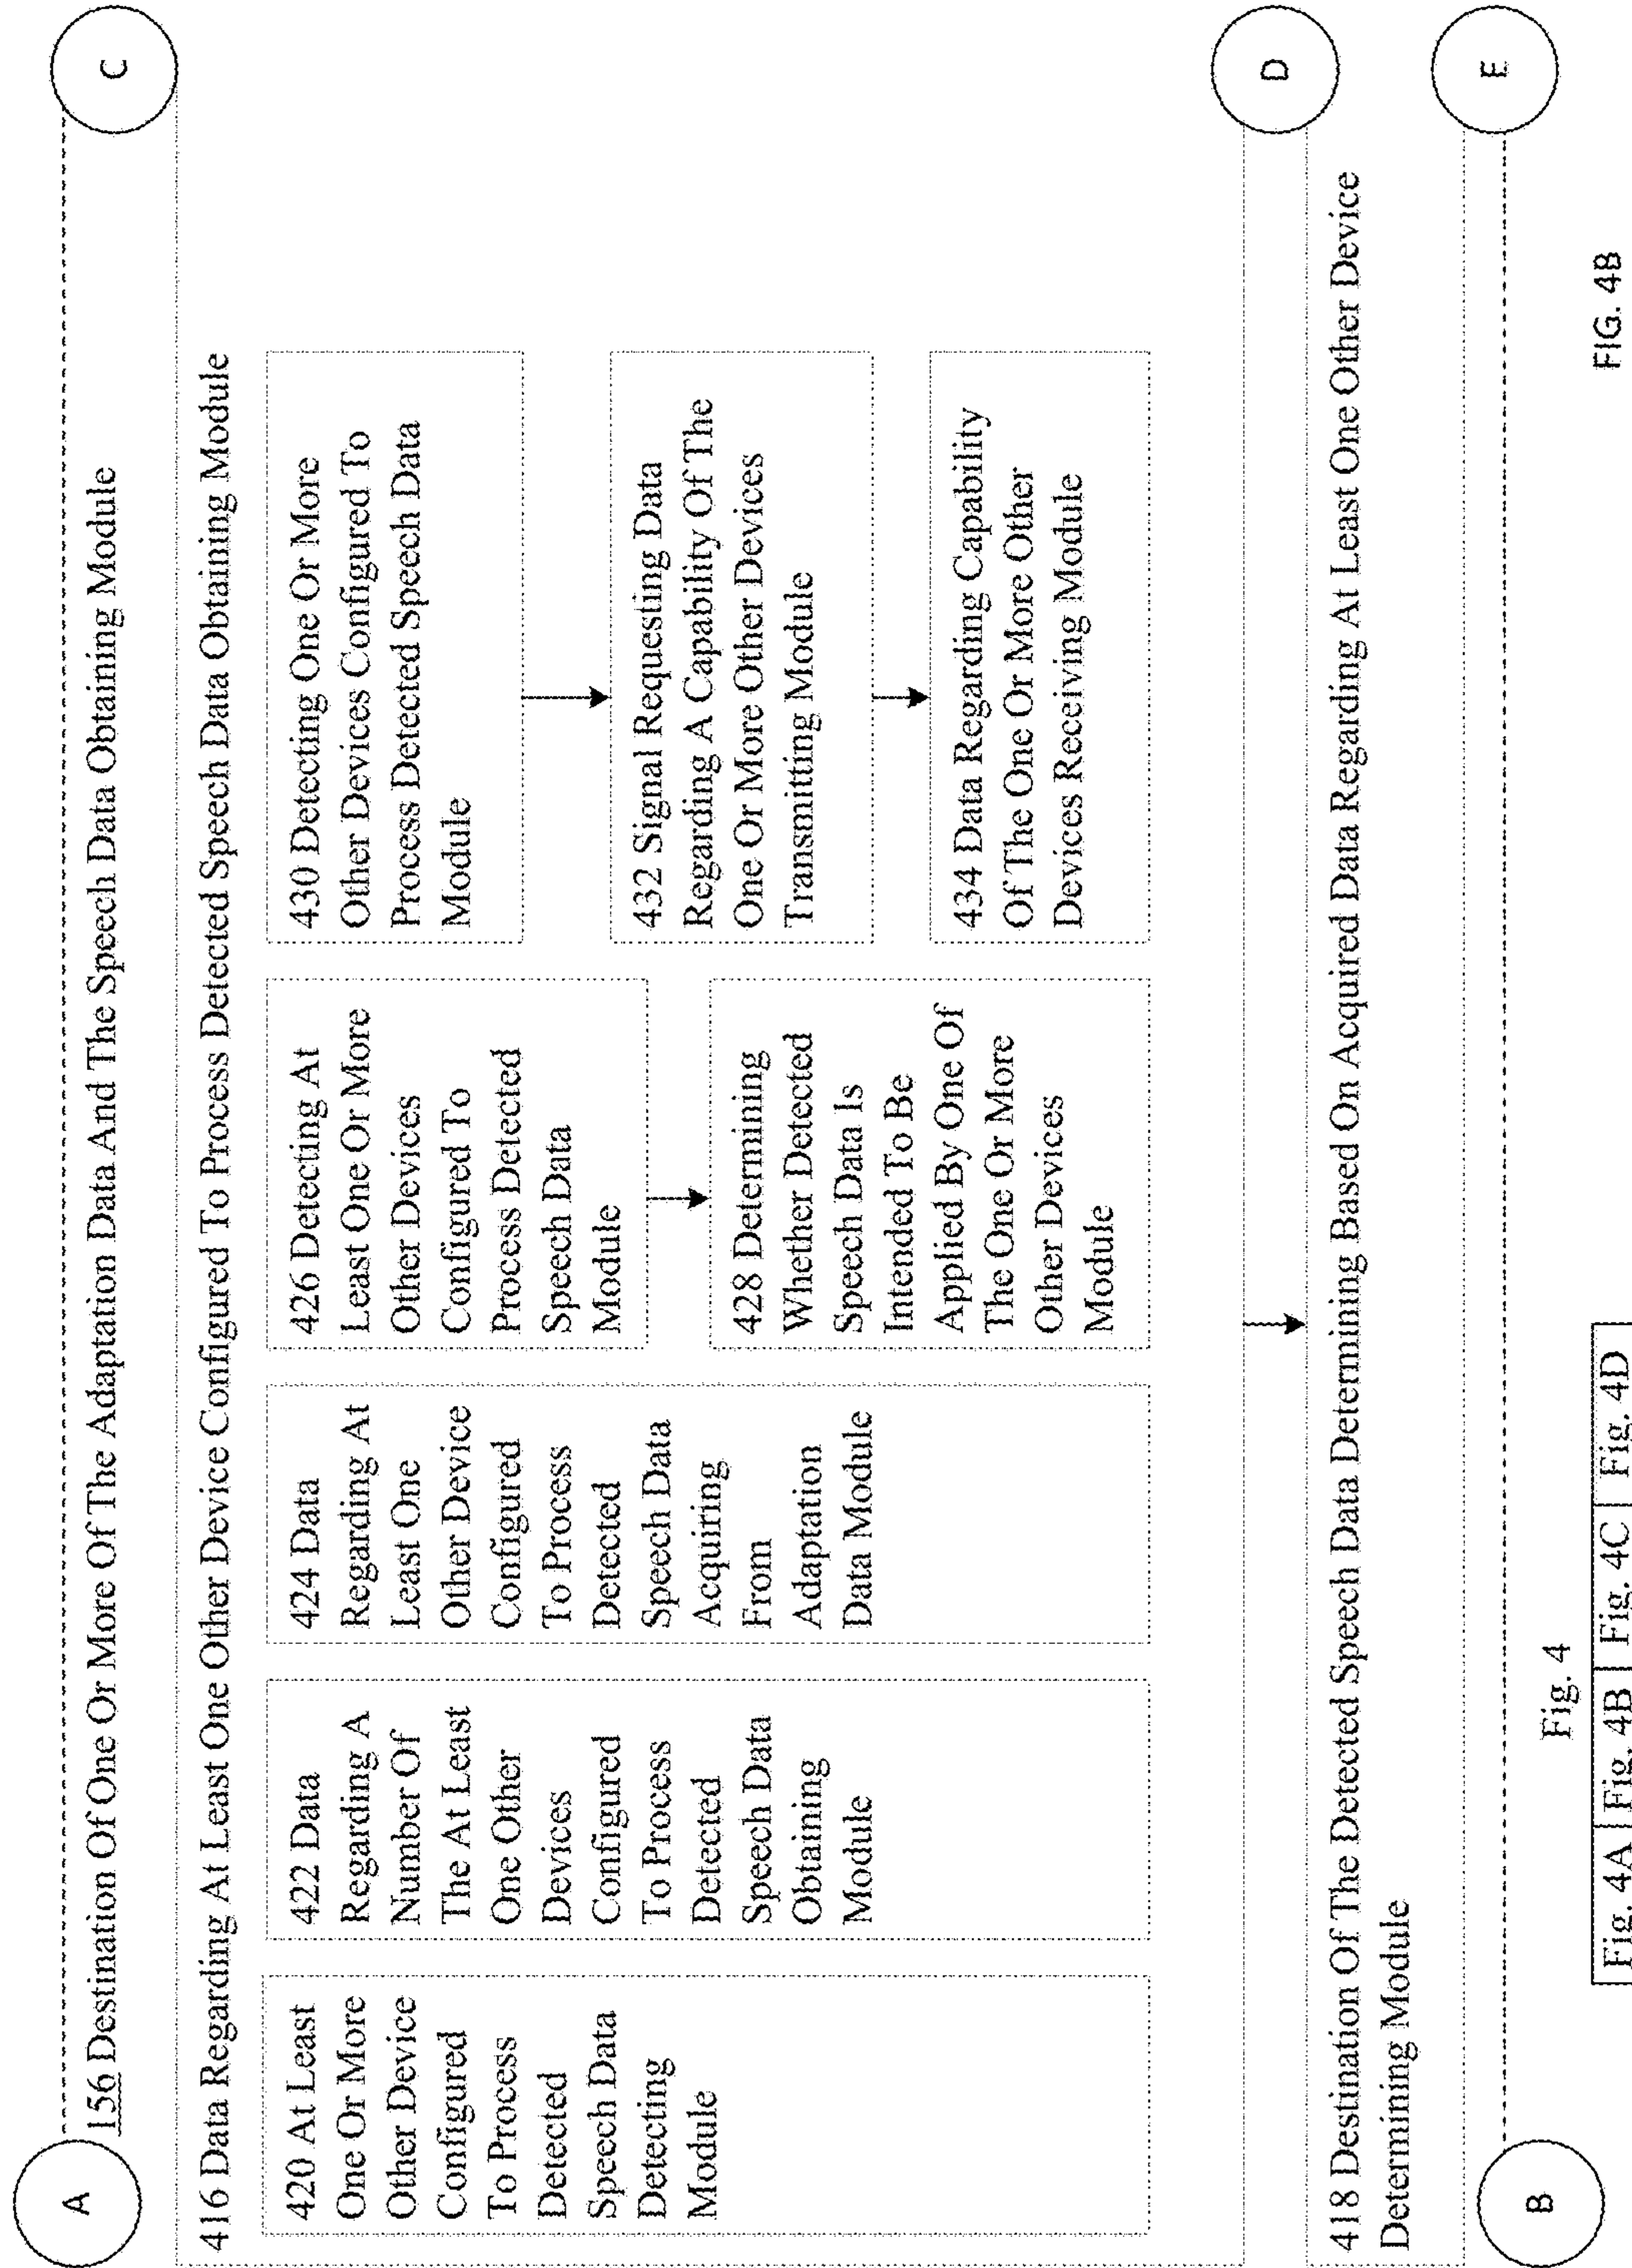 A
C
156 Destination Of One Or More Of The Adaptation Data And The Speech Data Obtaining Module
416 Data Regarding At Least One Other Device Configured To Process Detected Speech Data Obtaining Module
420 At Least
One Or More
Other Device
Configured
To Process
Detected
Speech Data
Detecting
Module
422 Data
Regarding A
Number Of
The At Least
One Other
Devices
Configured
To Process
Detected
Speech Data
Obtaining
Module
424 Data
Regarding At
Least One
Other Device
Configured
To Process
Detected
Speech Data
Acquiring
From
Adaptation
Data Module
426 Detecting At
Least One Or More
Other Devices
Configured To
Process Detected
Speech Data
Module
428 Determining
Whether Detected
Speech Data Is
Intended To Be
Applied By One Of
The One Or More
Other Devices
Module
430 Detecting One Or More
Other Devices Configured To
Process Detected Speech Data
Module
432 Signal Requesting Data
Regarding A Capability Of The
One Or More Other Devices
Transmitting Module
434 Data Regarding Capability
Of The One Or More Other
Devices Receiving Module
D
418 Destination Of The Detected Speech Data Determining Based On Acquired Data Regarding At Least One Other Device
Determining Module
B
E
Fig. 4
Fig. 4A Fig. 4B Fig. 4C Fig. 4D
FIG. 4B